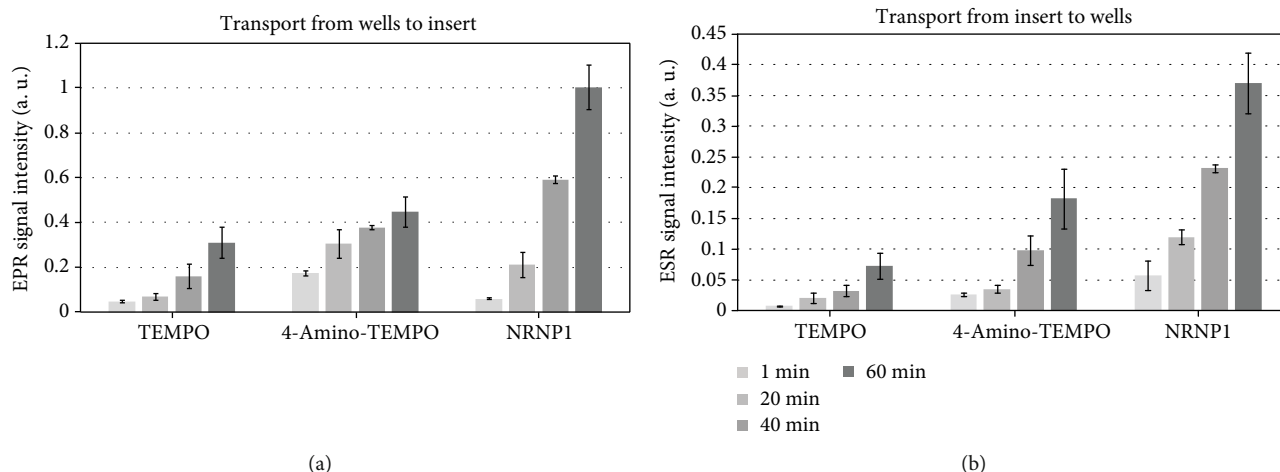 Transport from wells to insert
EPR signal intensity (a. u.)
1.2
1
0.8
0.6
0.4
0.2
0
TEMPO
4-Amino-TEMPO
NRNP1
(a)
Transport from insert to wells
ESR signal intensity (a. u.)
0.45
0.4
0.35
0.3
0.25
0.2
0.15
0.1
0.05
0
TEMPO
4-Amino-TEMPO
NRNP1
1 min
60 min
20 min
40 min
(b)